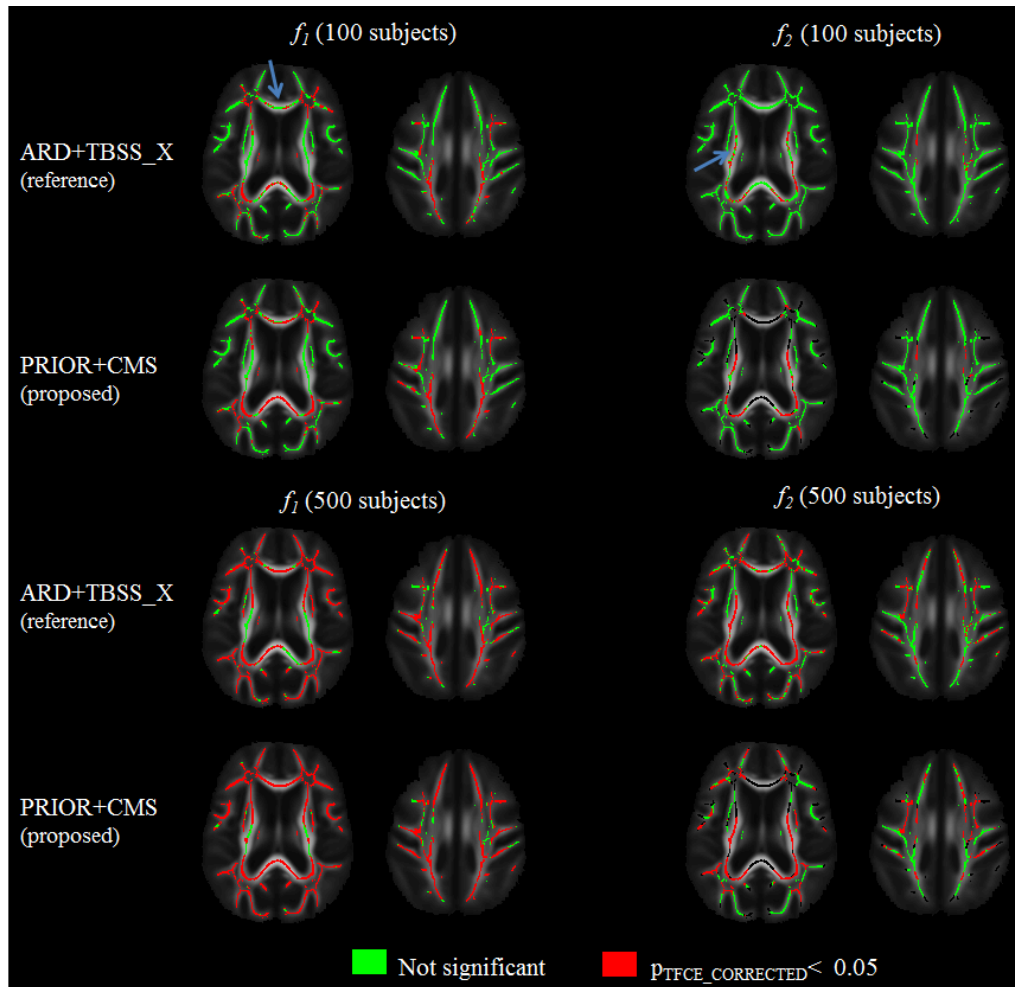 f1 (100 subjects)
f2 (100 subjects)
ARD+TBSS_X
(reference)
PRIOR+CMS
(proposed)
f1 (500 subjects)
f2 (500 subjects)
ARD+TBSS_X
(reference)
PRIOR+CMS
(proposed)
Not significant
pTFCE_CORRECTED< 0.05